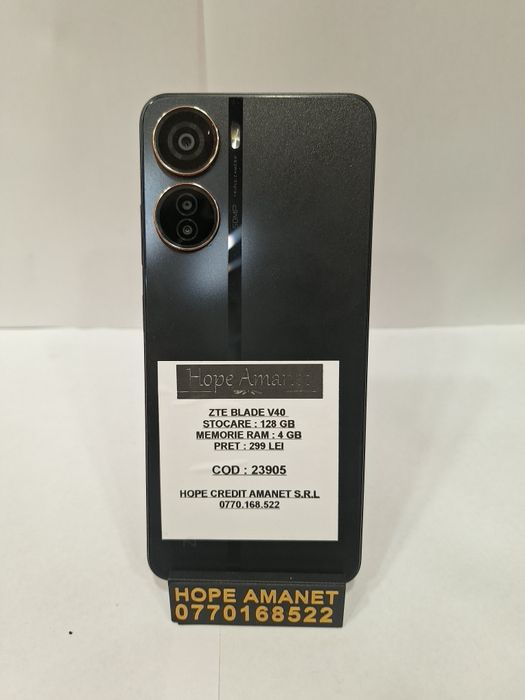 Hope Amanet
ZTE BLADE V40
STOCARE : 128 GB
MEMORIE RAM : 4 GB
PRET : 299 LEI
COD : 23905
HOPE CREDIT AMANET S.R.L
0770.168.522
HOPE AMANET
0770168522